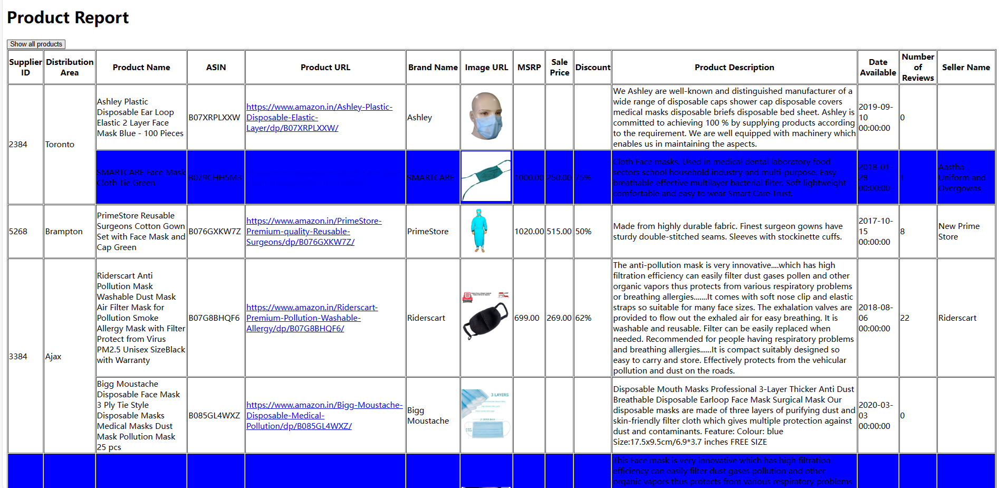 Product Report
Show all products
Supplier ID
Distribution Area
Product Name
ASIN
Product URL
Brand Name
Image URL
MSRP
Sale Price
Discount
Product Description
Date Available
Number of Reviews
Seller Name
2384
Toronto
Ashley Plastic
Disposable Ear Loop
Elastic 2 Layer Face
Mask Blue - 100 Pieces
B07XRPLXXW
https://www.amazon.in/Ashley-Plastic-
Disposable-Elastic-
Layer/dp/B07XRPLXXW/
Ashley
We Ashley are well-known and distinguished manufacturer of a
wide range of disposable caps shower cap disposable covers
medical masks disposable briefs disposable bed sheet. Ashley is
committed to achieving 100 % by supplying products according
to the requirement. We are well equipped with machinery which
enables us in maintaining the aspects.
2019-09-
10
00:00:00
0
SMARTCARE Face Mask
Cloth Tie Green
B079CHH5M3
SMARTCARE
1000.00
250.00
75%
Cloth Face masks. Used in medical dental laboratory food
sectors school household industry and multi-purpose. Easy
breathable effective multilayer bacterial filter. Soft lightweight
comfortable and easy to wear Smart Care Trust.
2018-01-
28
00:00:00
1
Aastha
Uniform and
Overgowns
5268
Brampton
PrimeStore Reusable
Surgeons Cotton Gown
Set with Face Mask and
Cap Green
B076GXKW7Z
https://www.amazon.in/PrimeStore-
Premium-quality-Reusable-
Surgeons/dp/B076GXKW7Z/
PrimeStore
1020.00
515.00
50%
Made from highly durable fabric. Finest surgeon gowns have
sturdy double-stitched seams. Sleeves with stockinette cuffs.
2017-10-
15
00:00:00
8
New Prime
Store
3384
Ajax
Riderscart Anti
Pollution Mask
Washable Dust Mask
Air Filter Mask for
Pollution Smoke
Allergy Mask with Filter
Protect from Virus
PM2.5 Unisex SizeBlack
with Warranty
B07G8BHQF6
https://www.amazon.in/Riderscart-
Premium-Pollution-Washable-
Allergy/dp/B07G8BHQF6/
Riderscart
699.00
269.00
62%
The anti-pollution mask is very innovative....which has high
filtration efficiency can easily filter dust gases pollen and other
organic vapors thus protects from various respiratory problems
or breathing allergies.......It comes with soft nose clip and elastic
straps so suitable for many face sizes. The exhalation valves are
provided to flow out the exhaled air for easy breathing. It is
washable and reusable. Filter can be easily replaced when
needed. Recommended for people having respiratory problems
and breathing allergies......It is compact suitably designed so
easy to carry and store. Effectively protects from the vehicular
pollution and dust on the roads.
2018-08-
06
00:00:00
22
Riderscart
Bigg Moustache
Disposable Face Mask
3 Ply Tie Style
Disposable Masks
Medical Masks Dust
Mask Pollution Mask
25 pcs
B085GL4WXZ
https://www.amazon.in/Bigg-Moustache-
Disposable-Medical-
Pollution/dp/B085GL4WXZ/
Bigg
Moustache
3 LAYERS
Disposable Mouth Masks Professional 3-Layer Thicker Anti Dust
Breathable Disposable Earloop Face Mask Surgical Mask Our
disposable masks are made of three layers of purifying dust and
skin-friendly filter cloth which gives multiple protection against
dust and contaminants. Feature: Colour: blue
Size:17.5x9.5cm/6.9*3.7 inches FREE SIZE
2020-03-
03
00:00:00
0
This Face mask is very innovative which has high filtration
efficiency can easily filter dust gases pollution and other
organic vapors thus protects from various respiratory problems